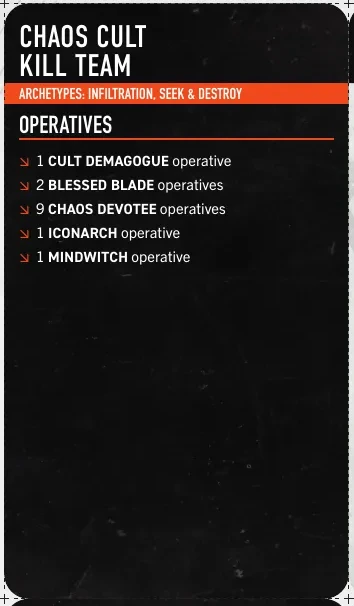 CHAOS CULT
KILL TEAM
ARCHETYPES: INFILTRATION, SEEK & DESTROY
OPERATIVES
↘ 1 CULT DEMAGOGUE operative
↘ 2 BLESSED BLADE operatives
↘ 9 CHAOS DEVOTEE operatives
↘ 1 ICONARCH operative
↘ 1 MINDWITCH operative